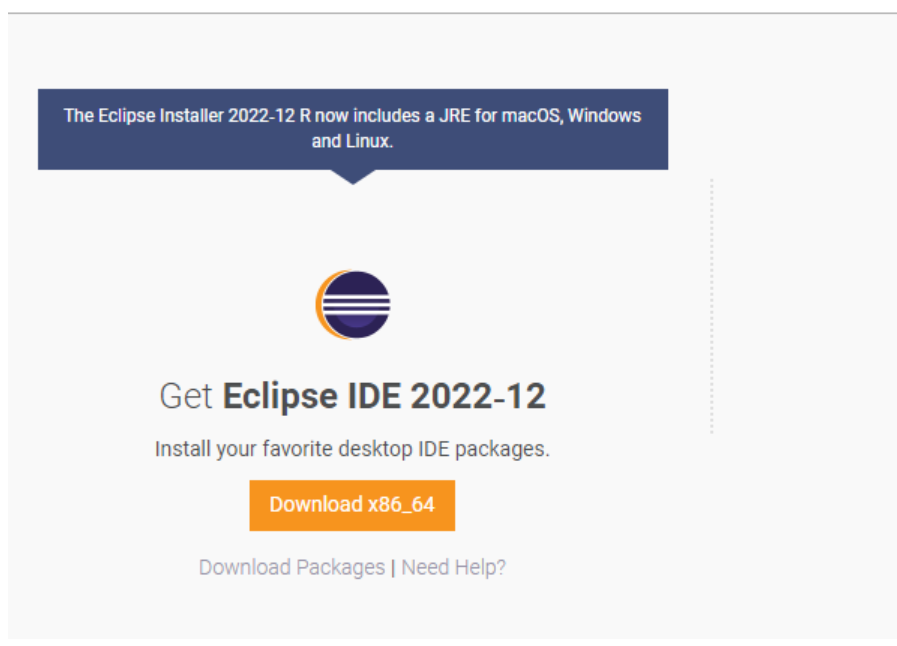 The Eclipse Installer 2022-12 R now includes a JRE for macOS, Windows
and Linux.
Get Eclipse IDE 2022-12
Install your favorite desktop IDE packages.
Download x86_64
Download Packages | Need Help?